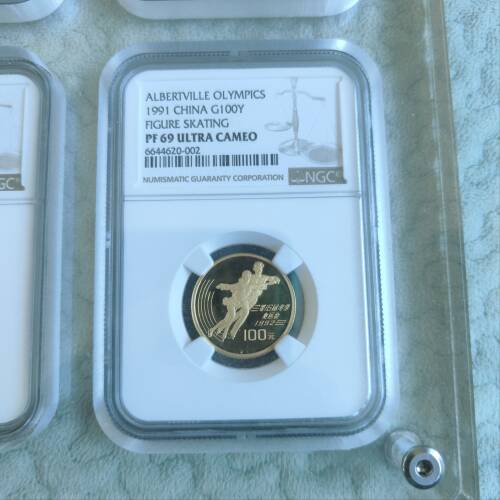 ALBERTVILLE OLYMPICS
1991 CHINA G100Y
FIGURE SKATING
PF 69 ULTRA CAMEO
6644620-002
NUMISMATIC GUARANTY CORPORATION
NGC
NGC
1992
100元